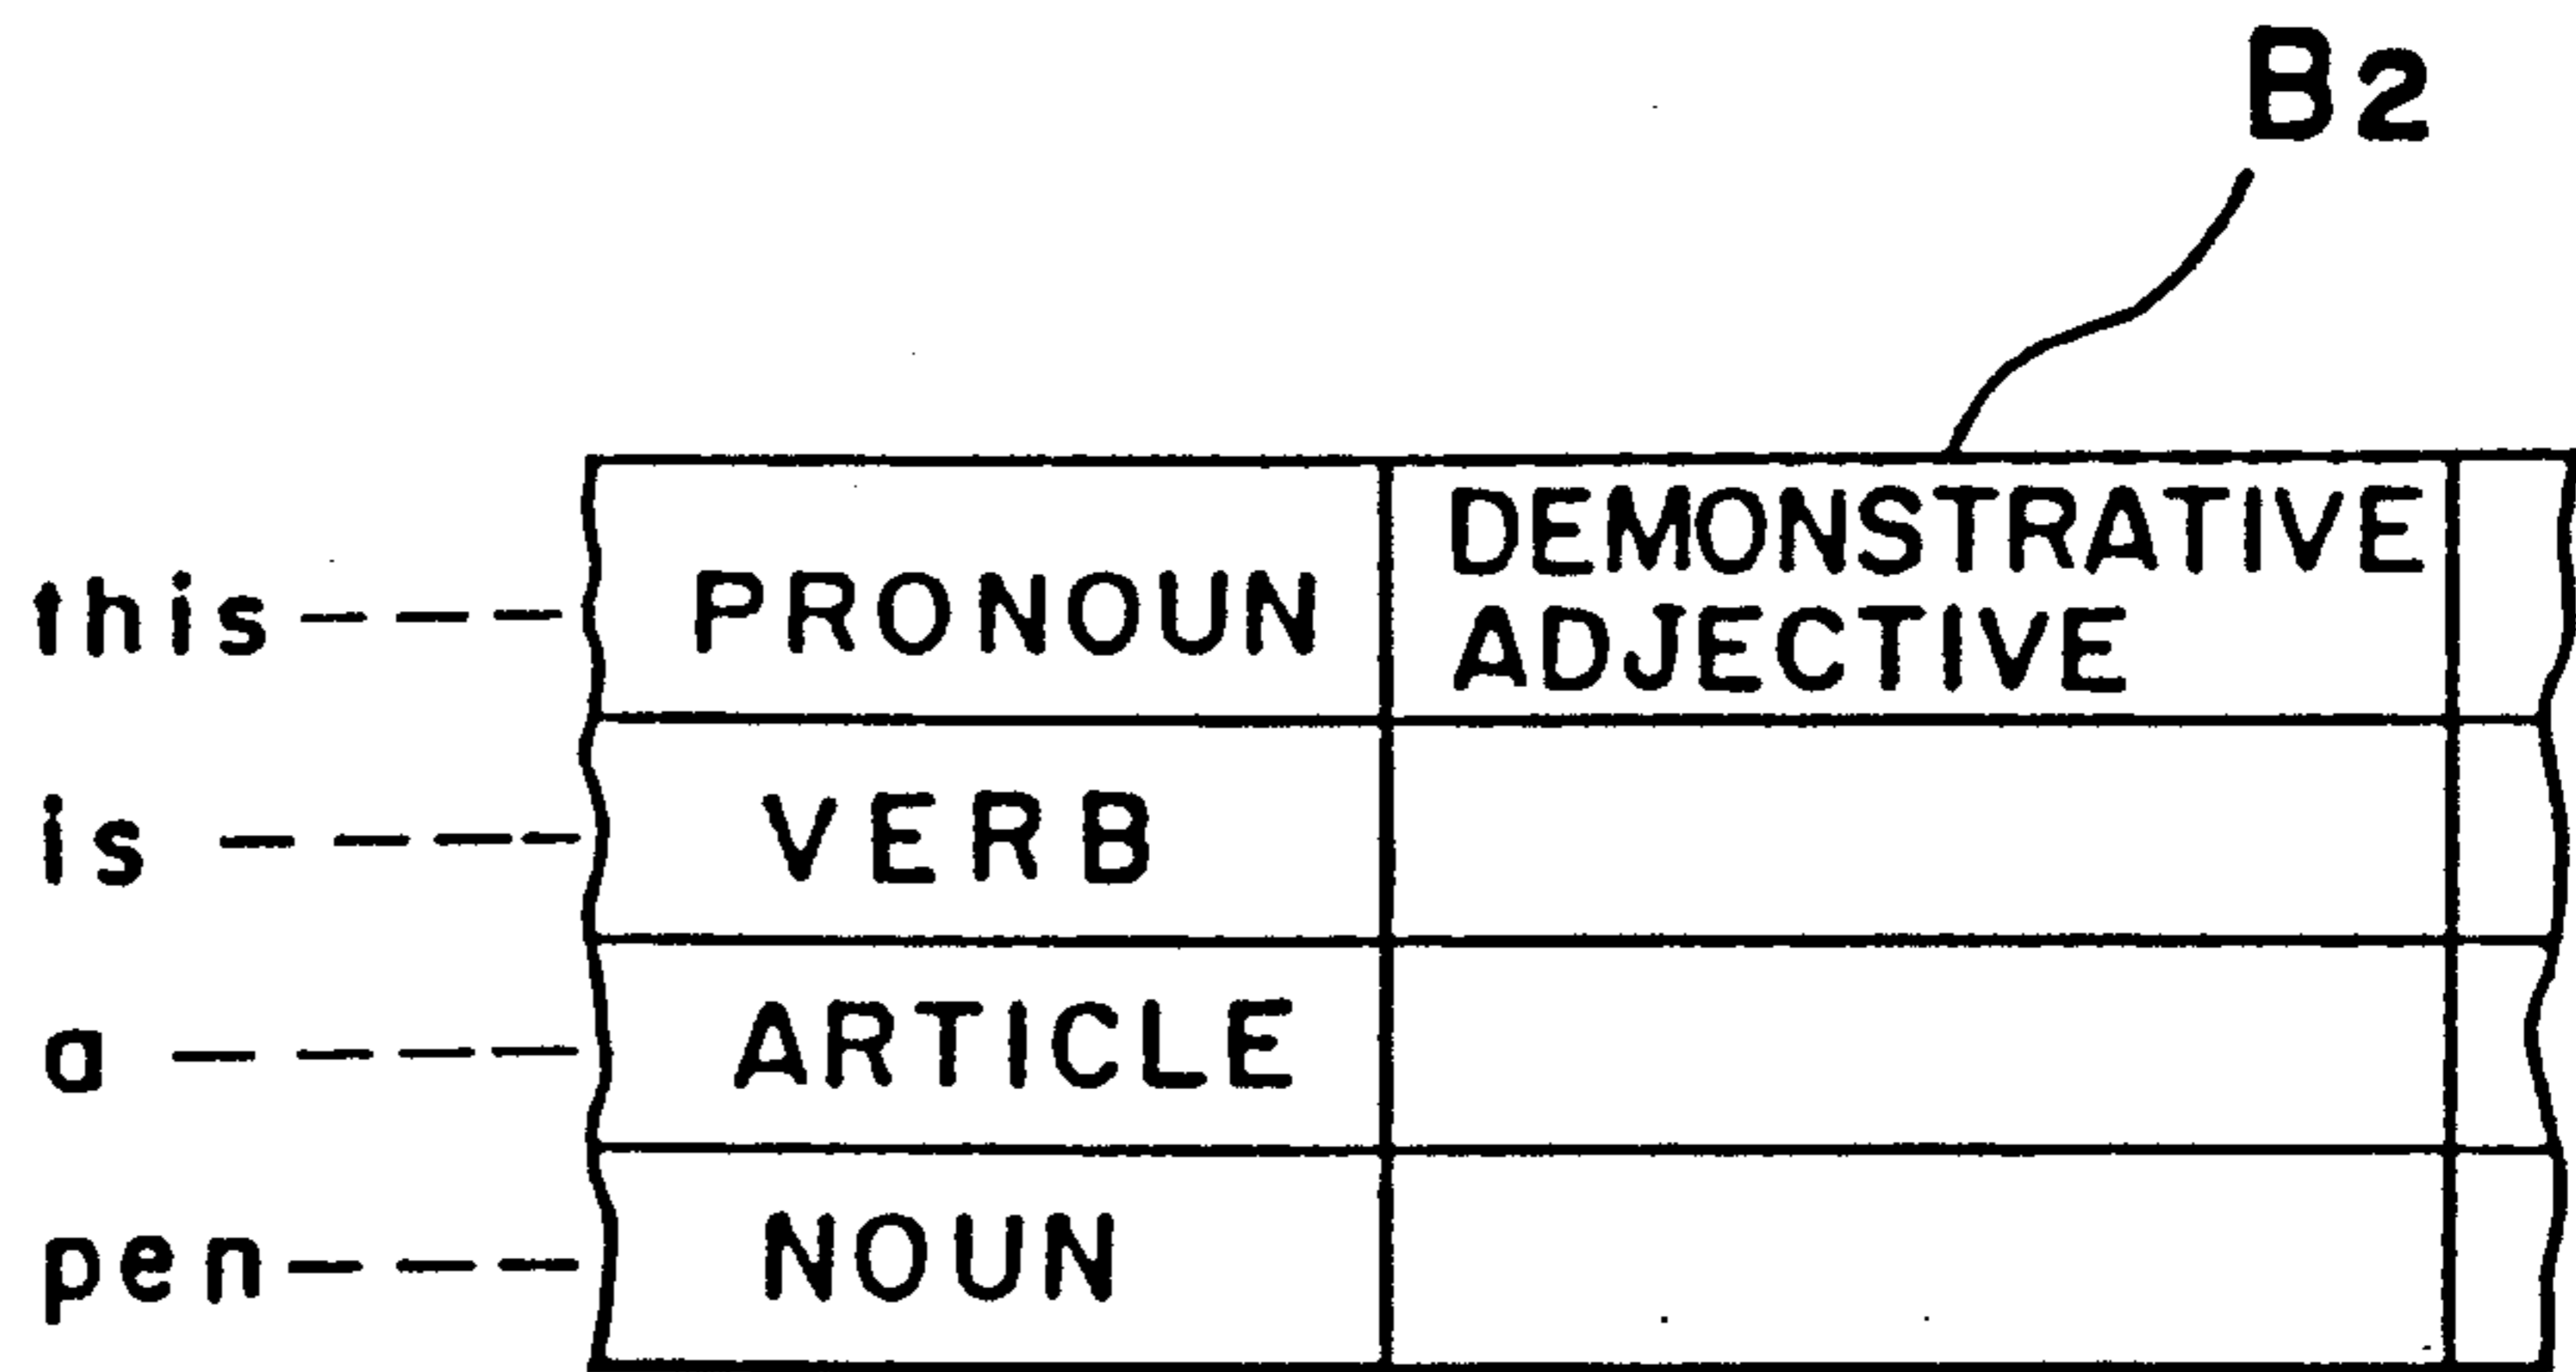 B2
this PRONOUN DEMONSTRATIVE
ADJECTIVE
is VERB
a ARTICLE
pen NOUN